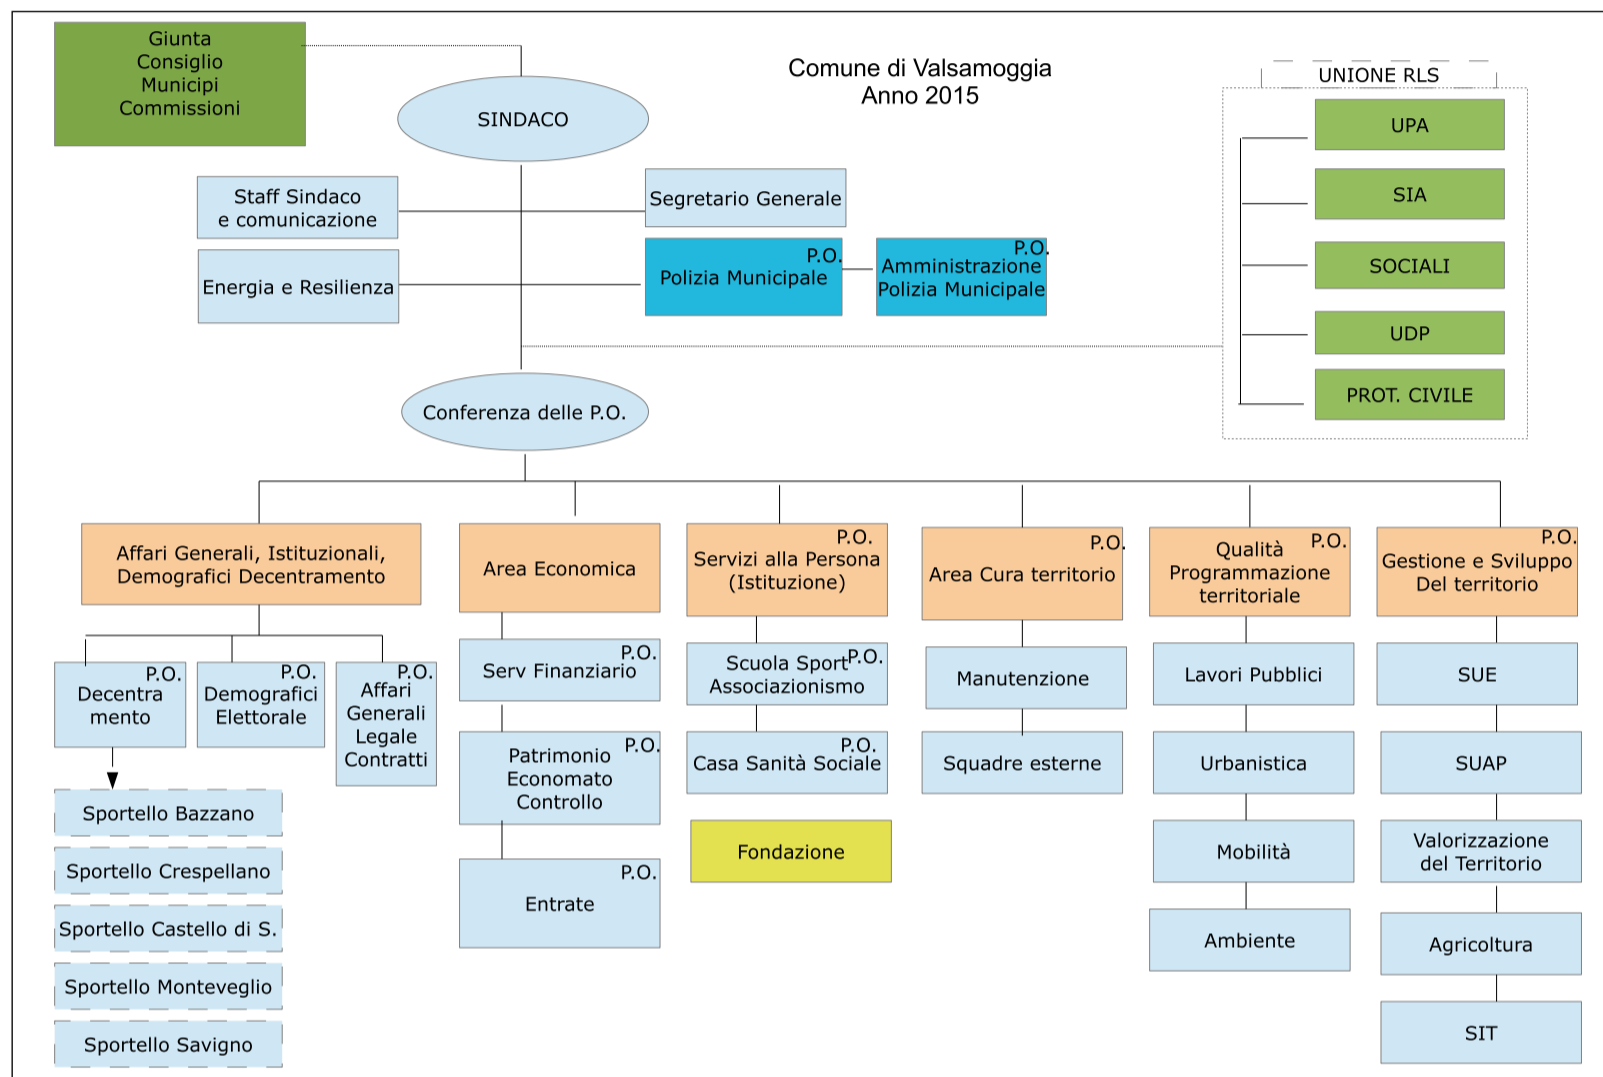 Giunta
Consiglio
Municipi
Commissioni
SINDACO
Comune di Valsamoggia
Anno 2015
UNIONE RLS
UPA
SIA
SOCIALI
UDP
PROT. CIVILE
Staff Sindaco
e comunicazione
Segretario Generale
Energia e Resilienza
P.O.
Polizia Municipale
P.O.
Amministrazione
Polizia Municipale
Conferenza delle P.O.
Affari Generali, Istituzionali,
Demografici Decentramento
Area Economica
P.O.
Servizi alla Persona
(Istituzione)
P.O.
Area Cura territorio
P.O.
Qualità
Programmazione
territoriale
P.O.
Gestione e Sviluppo
Del territorio
P.O.
Decentra
mento
P.O.
Demografici
Elettorale
P.O.
Affari
Generali
Legale
Contratti
Sportello Bazzano
Sportello Crespellano
Sportello Castello di S.
Sportello Monteveglio
Sportello Savigno
P.O.
Serv Finanziario
P.O.
Patrimonio
Economato
Controllo
P.O.
Entrate
P.O.
Scuola Sport
Associazionismo
P.O.
Casa Sanità Sociale
Fondazione
Manutenzione
Squadre esterne
Lavori Pubblici
Urbanistica
Mobilità
Ambiente
SUE
SUAP
Valorizzazione
del Territorio
Agricoltura
SIT